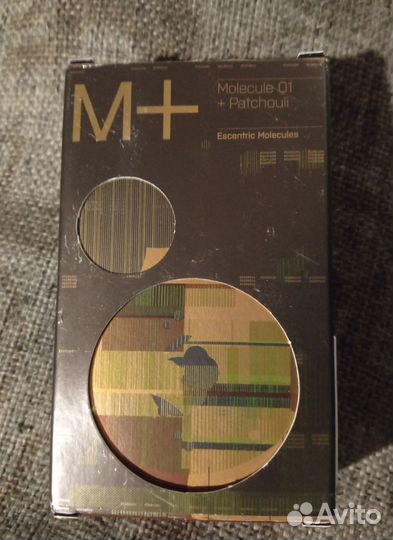 M+
Molecule 01
+ Patchouli
Escentric Molecules
Avito